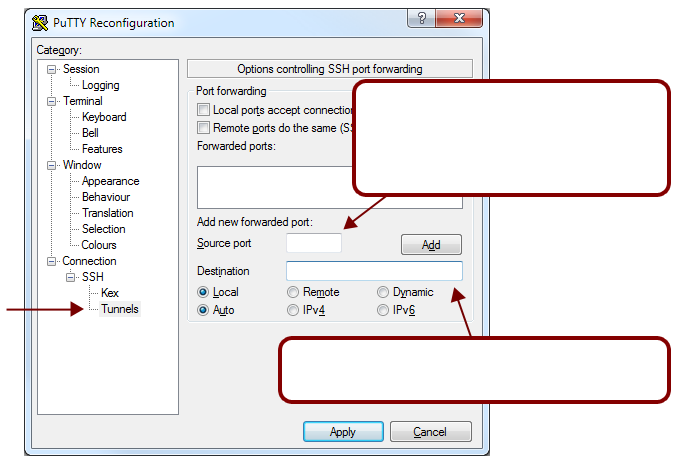 PuTTY Reconfiguration
Category:
Session
Logging
Terminal
Keyboard
Bell
Features
Window
Appearance
Behaviour
Translation
Selection
Colours
Connection
SSH
Kex
Tunnels
Options controlling SSH port forwarding
Port forwarding
Local ports accept connection
Remote ports do the same (SS
Forwarded ports:
Add new forwarded port:
Source port
Add
Destination
Local Remote Dynamic
Auto IPv4 IPv6
Apply Cancel